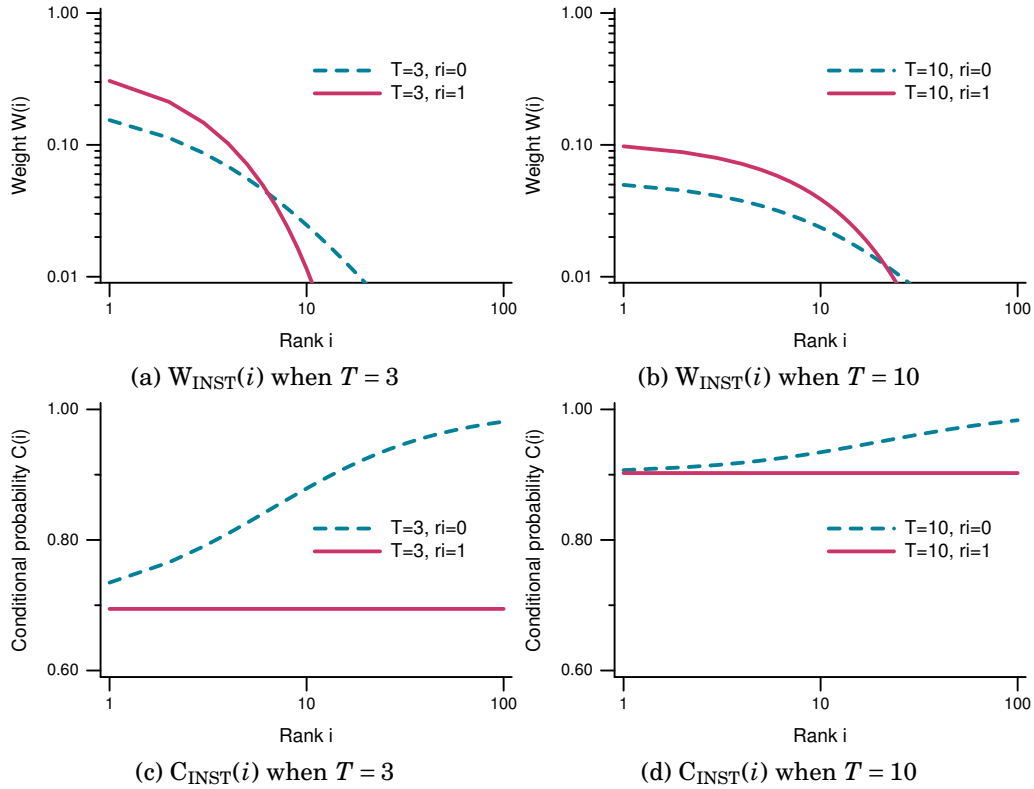 1.00
0.10
0.01
Weight W(i)
T=3, ri=0
T=3, ri=1
1 10 100
Rank i
(a) W_INST(i) when T = 3
1.00
0.10
0.01
Weight W(i)
T=10, ri=0
T=10, ri=1
1 10 100
Rank i
(b) W_INST(i) when T = 10
1.00
0.80
0.60
Conditional probability C(i)
T=3, ri=0
T=3, ri=1
1 10 100
Rank i
(c) C_INST(i) when T = 3
1.00
0.80
0.60
Conditional probability C(i)
T=10, ri=0
T=10, ri=1
1 10 100
Rank i
(d) C_INST(i) when T = 10